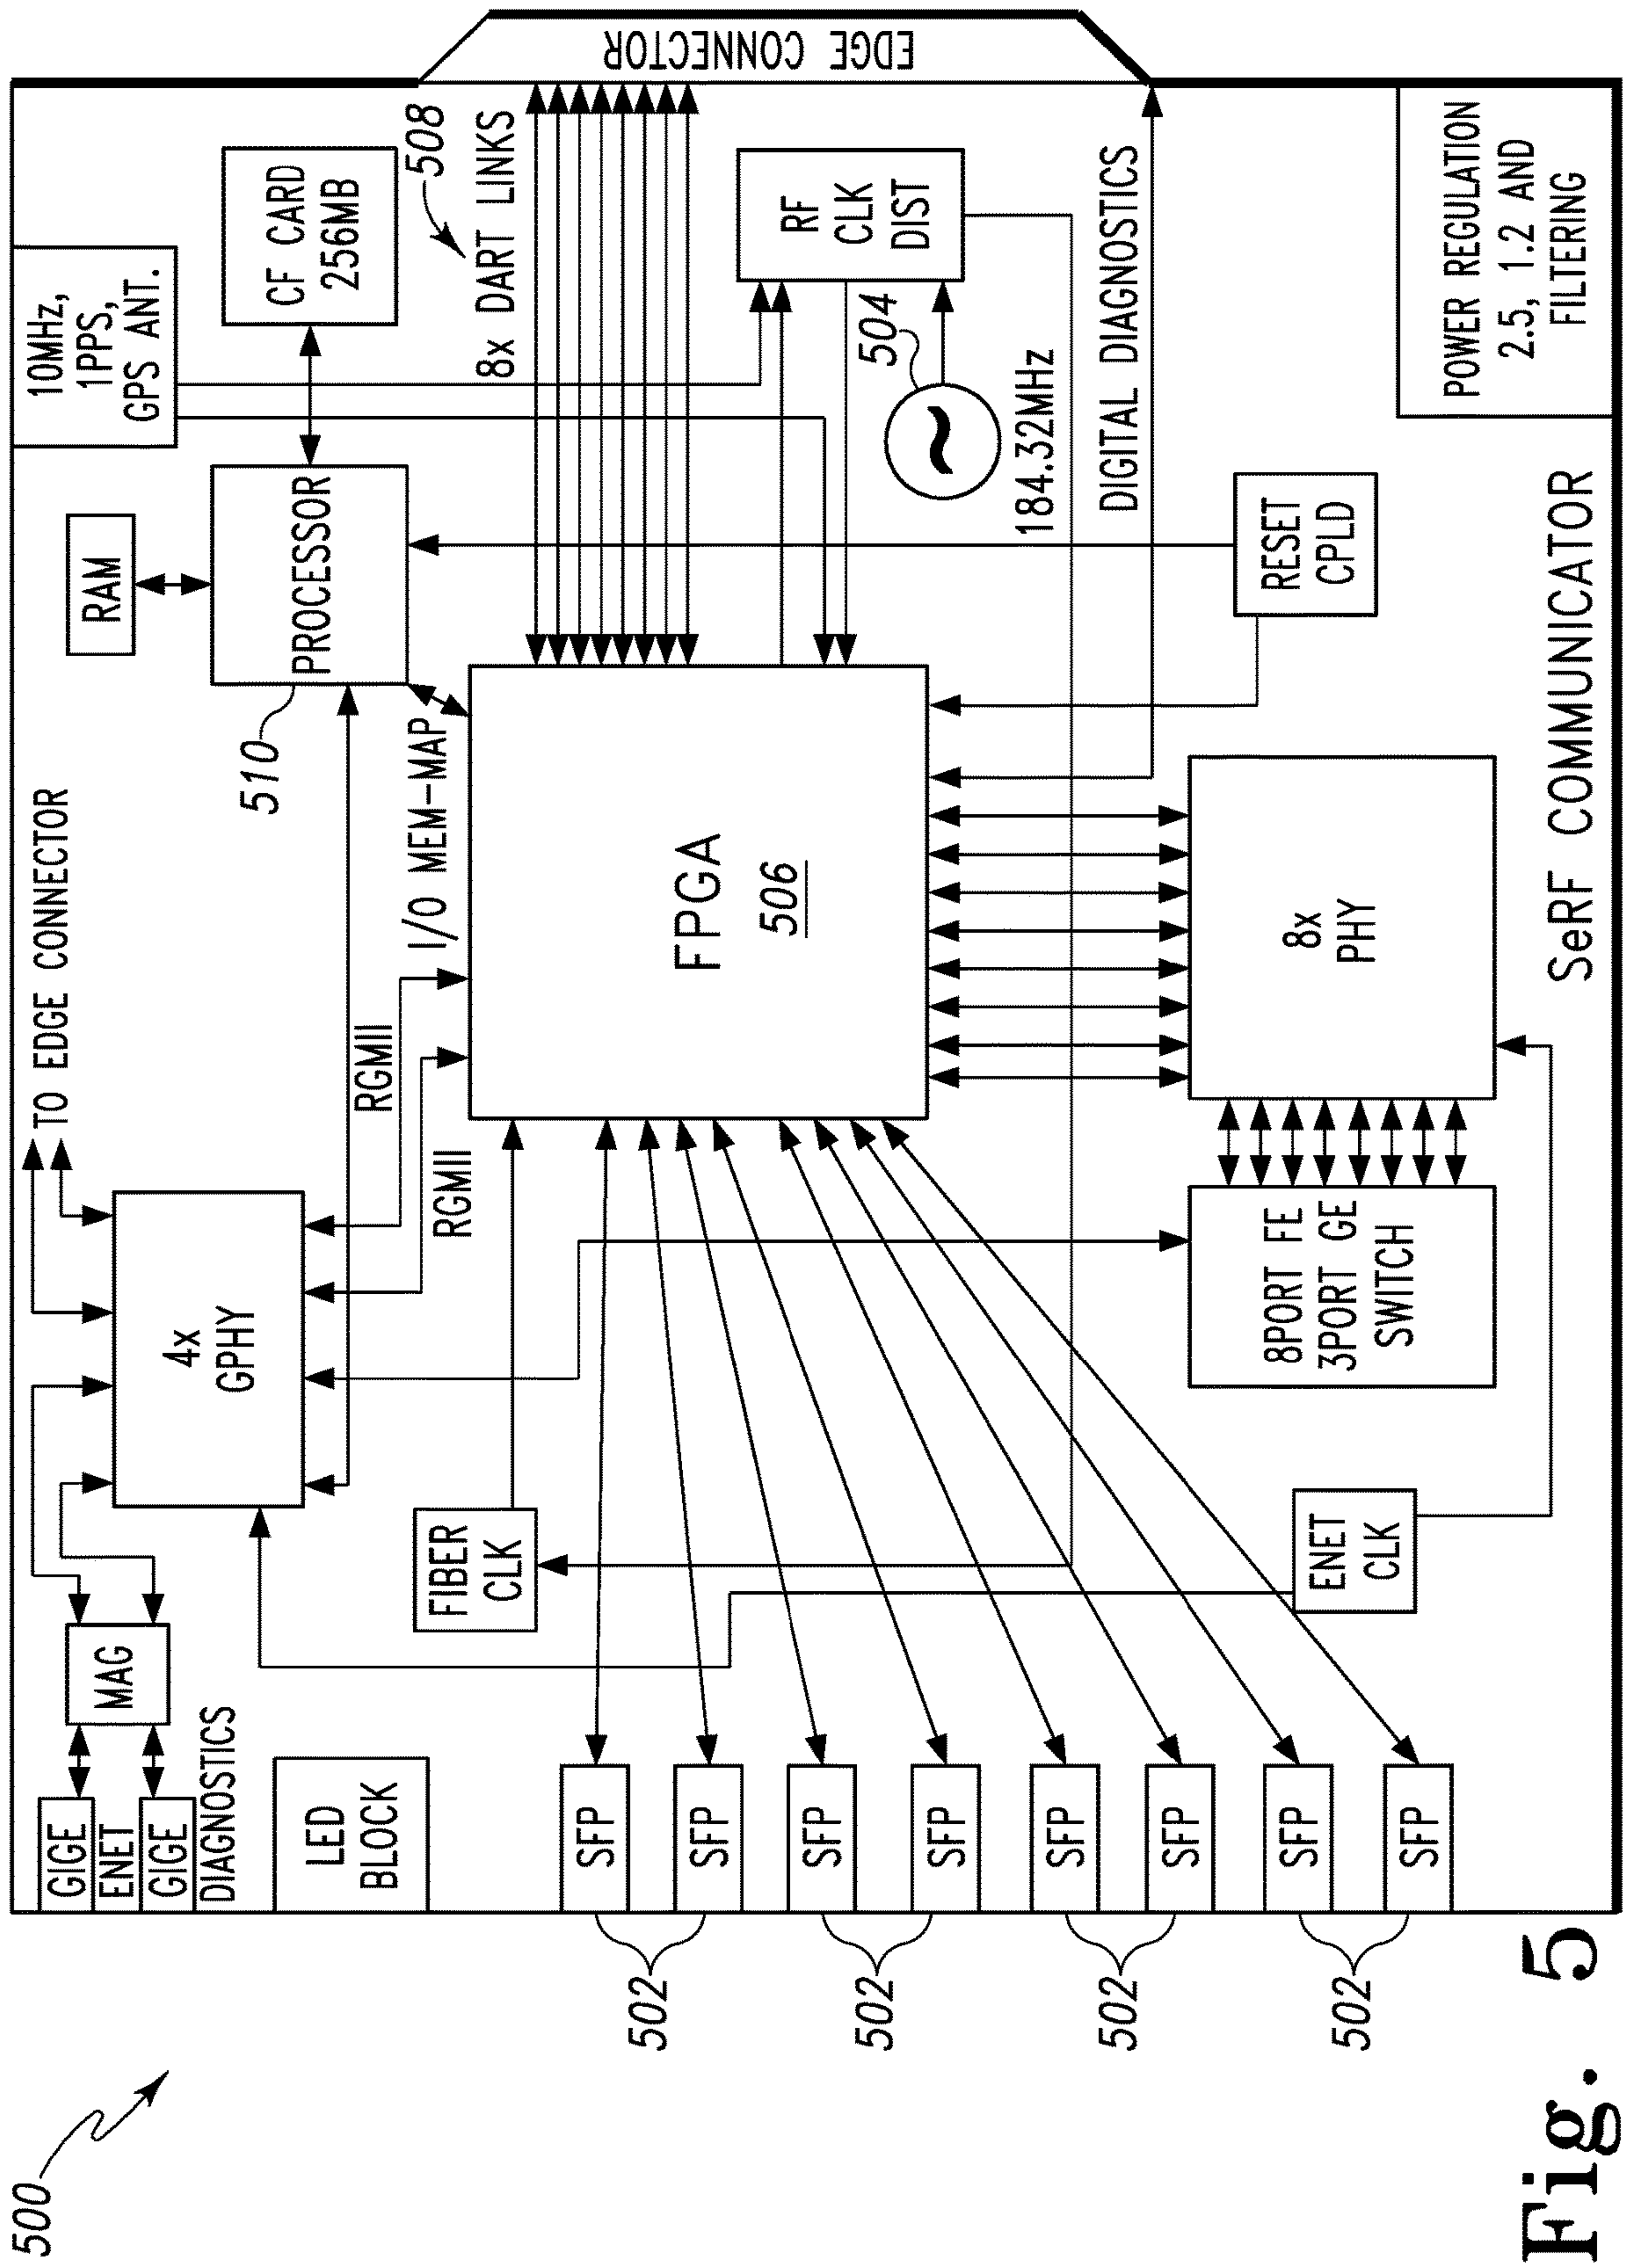 500
GIGE
ENET
GIGE
DIAGNOSTICS
MAG
4x
GPHY
TO EDGE CONNECTOR
RAM
10MHz,
1PPS,
GPS ANT.
LED
BLOCK
FIBER
CLK
RGMII
RGMII
I/O MEM-MAP
510
PROCESSOR
CF CARD
256MB
508
8x DART LINKS
EDGE CONNECTOR
SFP
SFP
SFP
SFP
SFP
SFP
SFP
SFP
502
502
502
502
FPGA
506
RF
CLK
DIST
504
184.32MHz
DIGITAL DIAGNOSTICS
ENET
CLK
8PORT FE
3PORT GE
SWITCH
8x
PHY
RESET
CPLD
POWER REGULATION
2.5, 1.2 AND
FILTERING
SeRF COMMUNICATOR
Fig. 5